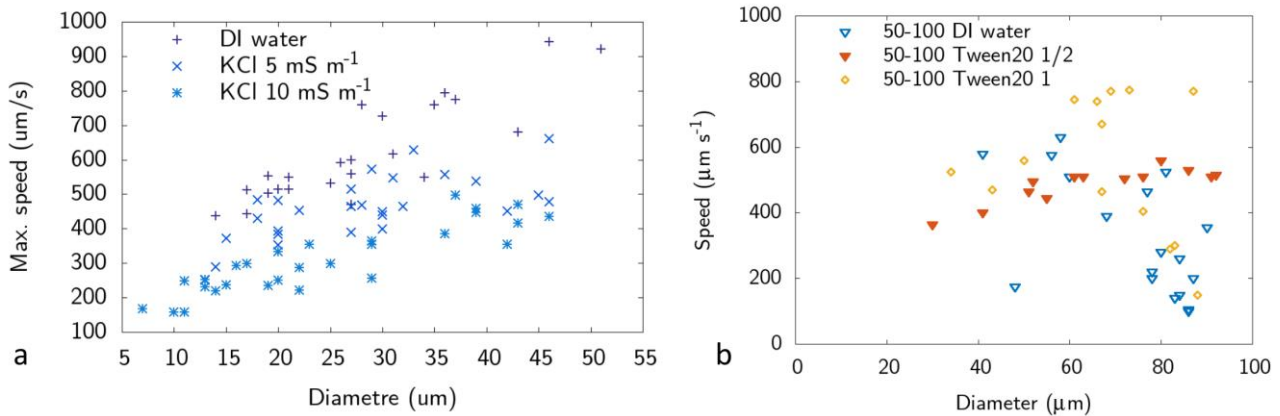 1000
900
800
700
600
500
400
300
200
100
Max. speed (um/s)
DI water
KCl 5 mS m⁻¹
KCl 10 mS m⁻¹
5 10 15 20 25 30 35 40 45 50 55
Diametre (um)
a
1000
800
600
400
200
0
Speed (μm s⁻¹)
50-100 DI water
50-100 Tween20 1/2
50-100 Tween20 1
0 20 40 60 80 100
Diameter (μm)
b